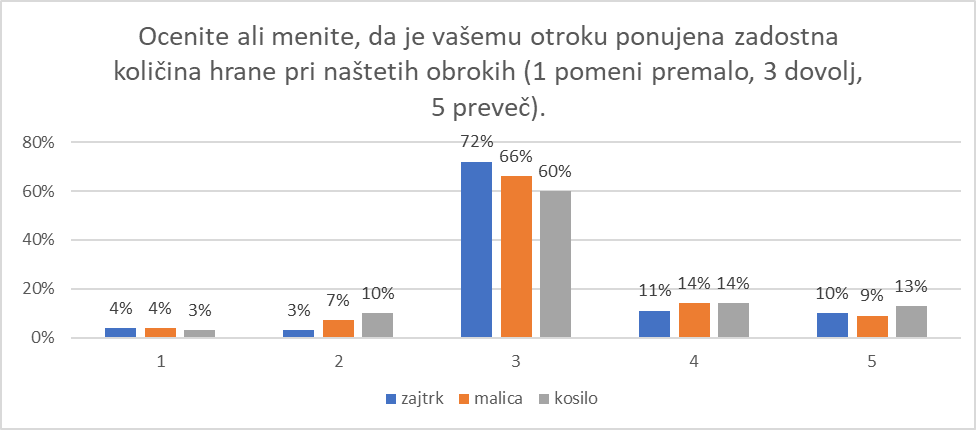 Ocenite ali menite, da je vašemu otroku ponujena zadostna
količina hrane pri naštetih obrokih (1 pomeni premalo, 3 dovolj,
5 preveč).
80%
60%
40%
20%
0%
4% 4% 3%
3% 7% 10%
72% 66% 60%
11% 14% 14%
10% 9% 13%
1 2 3 4 5
zajtrk malica kosilo